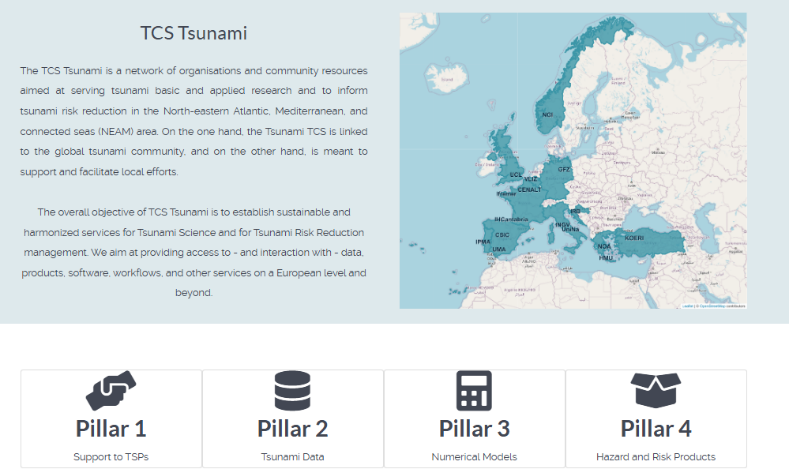 TCS Tsunami
The TCS Tsunami is a network of organisations and community resources
aimed at serving tsunami basic and applied research and to inform
tsunami risk reduction in the North-eastern Atlantic, Mediterranean, and
connected seas (NEAM) area. On the one hand, the Tsunami TCS is linked
to the global tsunami community, and on the other hand, is meant to
support and facilitate local efforts.
The overall objective of TCS Tsunami is to establish sustainable and
harmonized services for Tsunami Science and for Tsunami Risk Reduction
management. We aim at providing access to - and interaction with - data,
products, software, workflows, and other services on a European level and
beyond.
NGI
UCL
VLIZ
GFZ
CENALT
IHCantabria
INGV
UniNa
CSIC
IPMA
UMA
NOA
KOERI
HMU
Pillar 1
Support to TSPs
Pillar 2
Tsunami Data
Pillar 3
Numerical Models
Pillar 4
Hazard and Risk Products